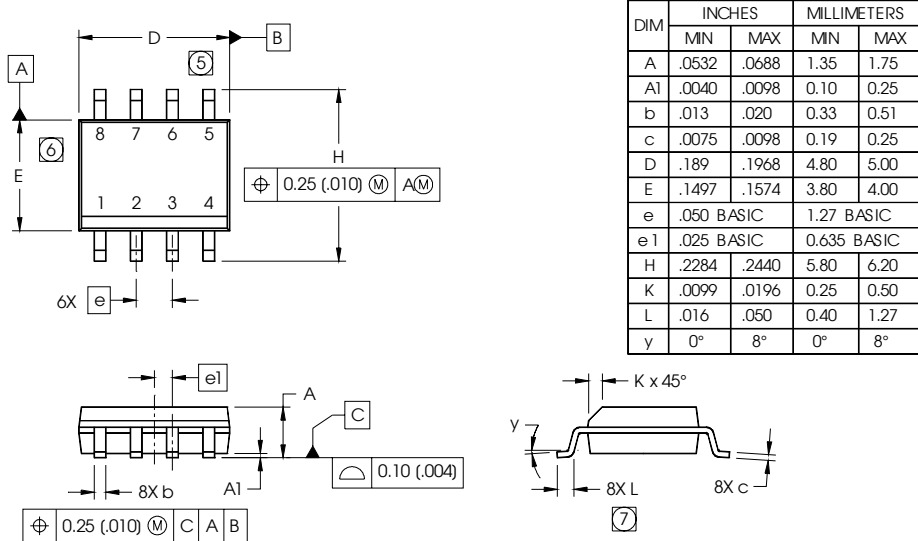 D
B
5
A
8 7 6 5
6
E
H
0.25 (.010) Ⓜ A Ⓜ
1 2 3 4
6X e
DIM INCHES MILLIMETERS
MIN MAX MIN MAX
A .0532 .0688 1.35 1.75
A1 .0040 .0098 0.10 0.25
b .013 .020 0.33 0.51
c .0075 .0098 0.19 0.25
D .189 .1968 4.80 5.00
E .1497 .1574 3.80 4.00
e .050 BASIC 1.27 BASIC
e1 .025 BASIC 0.635 BASIC
H .2284 .2440 5.80 6.20
K .0099 .0196 0.25 0.50
L .016 .050 0.40 1.27
y 0° 8° 0° 8°
e1
A
C
A1
8X b
0.10 (.004)
⌖ 0.25 (.010) Ⓜ C A B
K x 45°
y
8X L
8X c
7